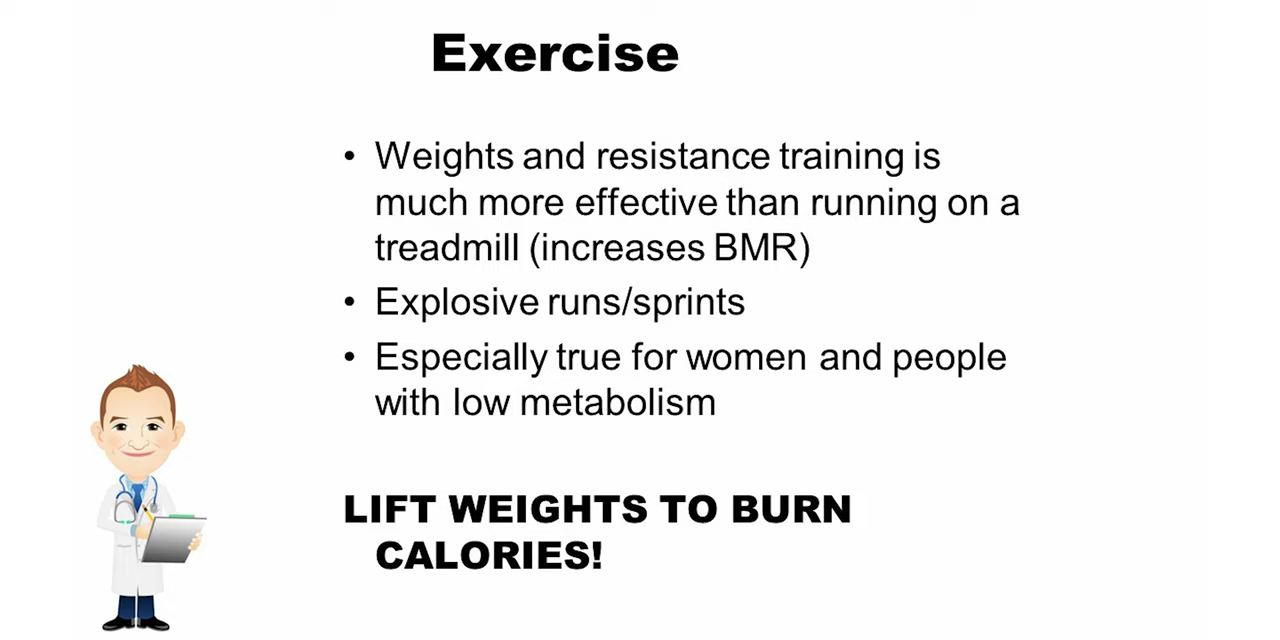 Exercise
• Weights and resistance training is
much more effective than running on a
treadmill (increases BMR)
• Explosive runs/sprints
• Especially true for women and people
with low metabolism
LIFT WEIGHTS TO BURN
CALORIES!